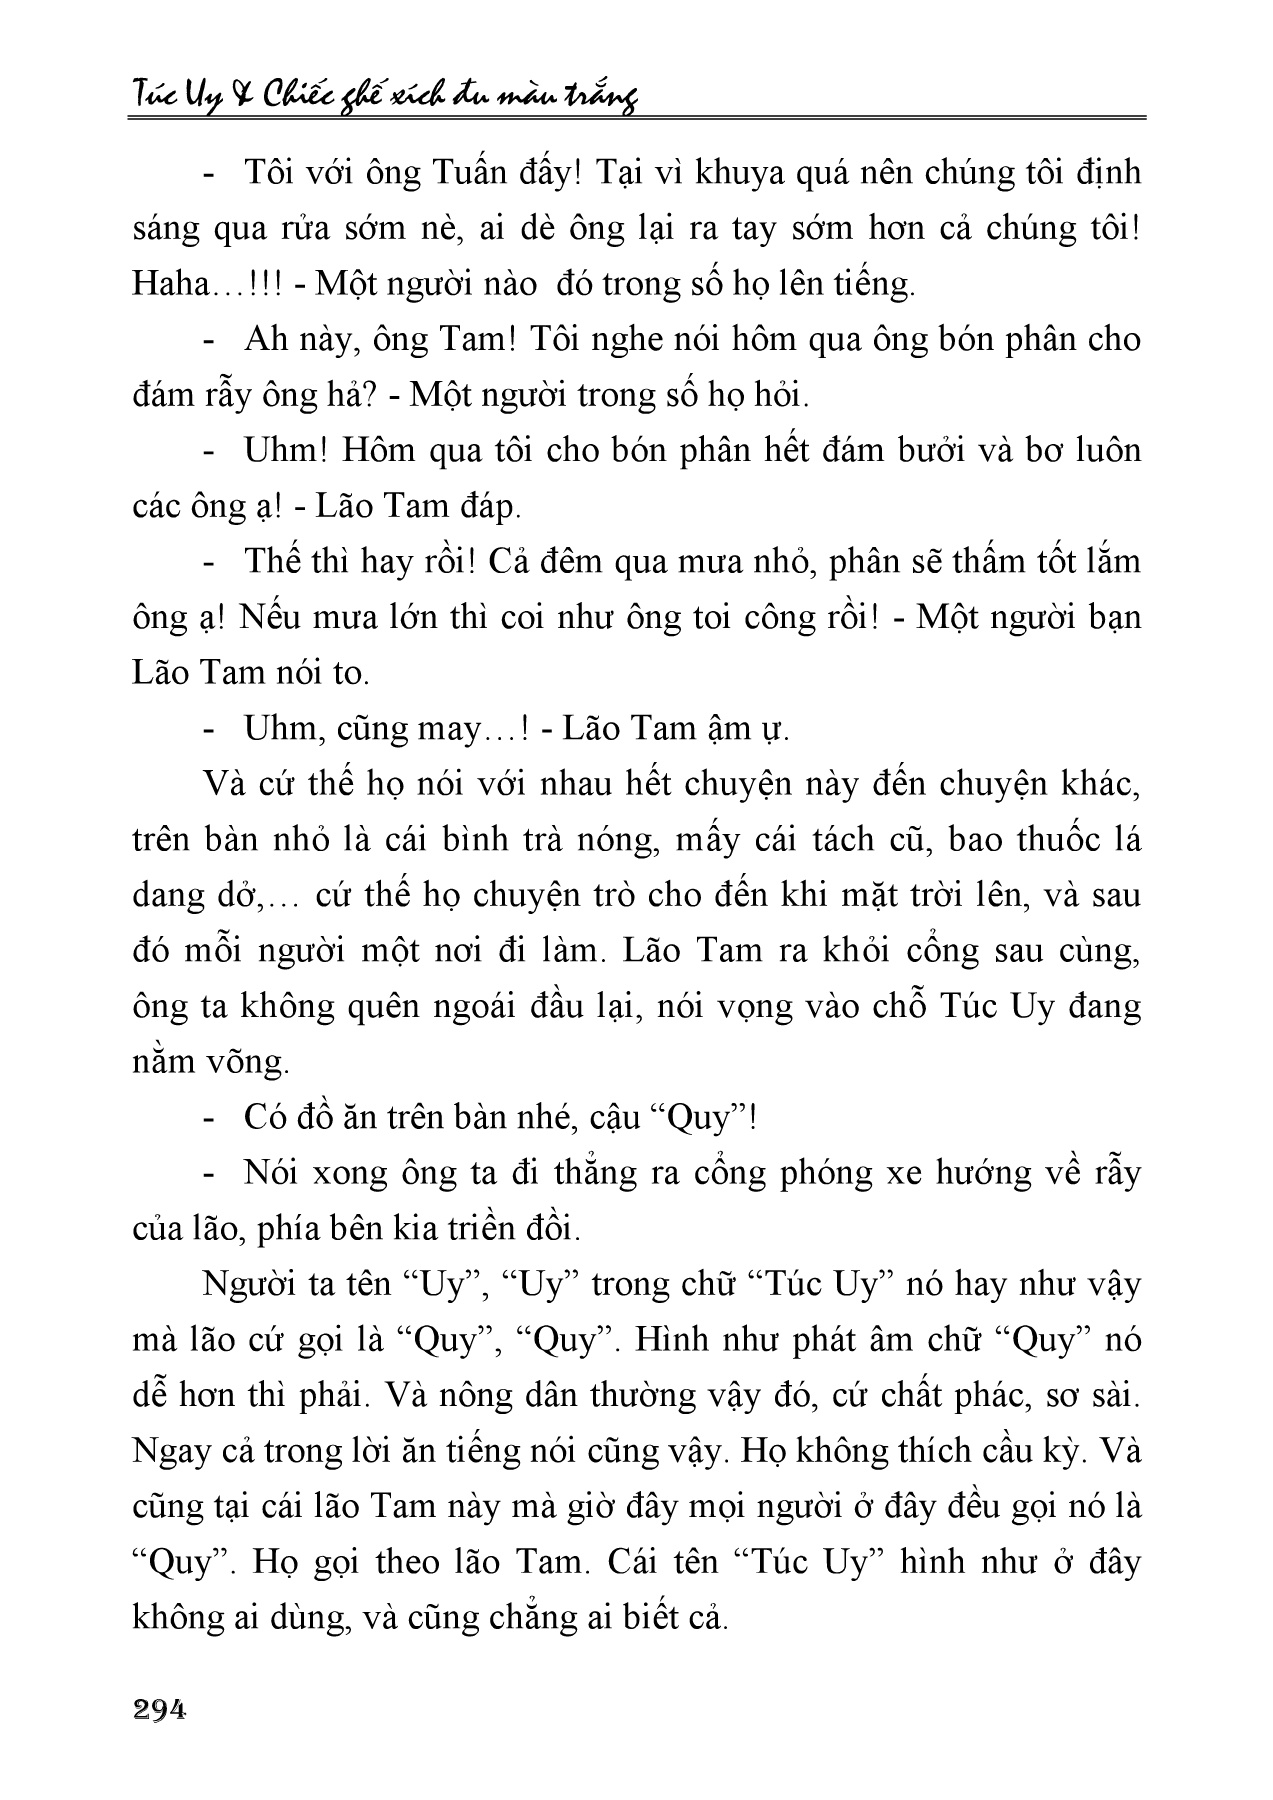 Túc Uy & Chiếc ghế xích đu màu trắng
- Tôi với ông Tuấn đấy! Tại vì khuya quá nên chúng tôi định
sáng qua rửa sớm nè, ai dè ông lại ra tay sớm hơn cả chúng tôi!
Haha…!!! - Một người nào đó trong số họ lên tiếng.
- Ah này, ông Tam! Tôi nghe nói hôm qua ông bón phân cho
đám rẫy ông hả? - Một người trong số họ hỏi.
- Uhm! Hôm qua tôi cho bón phân hết đám bưởi và bơ luôn
các ông ạ! - Lão Tam đáp.
- Thế thì hay rồi! Cả đêm qua mưa nhỏ, phân sẽ thấm tốt lắm
ông ạ! Nếu mưa lớn thì coi như ông toi công rồi! - Một người bạn
Lão Tam nói to.
- Uhm, cũng may…! - Lão Tam ậm ự.
Và cứ thế họ nói với nhau hết chuyện này đến chuyện khác,
trên bàn nhỏ là cái bình trà nóng, mấy cái tách cũ, bao thuốc lá
dang dở,… cứ thế họ chuyện trò cho đến khi mặt trời lên, và sau
đó mỗi người một nơi đi làm. Lão Tam ra khỏi cổng sau cùng,
ông ta không quên ngoái đầu lại, nói vọng vào chỗ Túc Uy đang
nằm võng.
- Có đồ ăn trên bàn nhé, cậu “Quy”!
- Nói xong ông ta đi thẳng ra cổng phóng xe hướng về rẫy
của lão, phía bên kia triền đồi.
Người ta tên “Uy”, “Uy” trong chữ “Túc Uy” nó hay như vậy
mà lão cứ gọi là “Quy”, “Quy”. Hình như phát âm chữ “Quy” nó
dễ hơn thì phải. Và nông dân thường vậy đó, cứ chất phác, sơ sài.
Ngay cả trong lời ăn tiếng nói cũng vậy. Họ không thích cầu kỳ. Và
cũng tại cái lão Tam này mà giờ đây mọi người ở đây đều gọi nó là
“Quy”. Họ gọi theo lão Tam. Cái tên “Túc Uy” hình như ở đây
không ai dùng, và cũng chẳng ai biết cả.
294